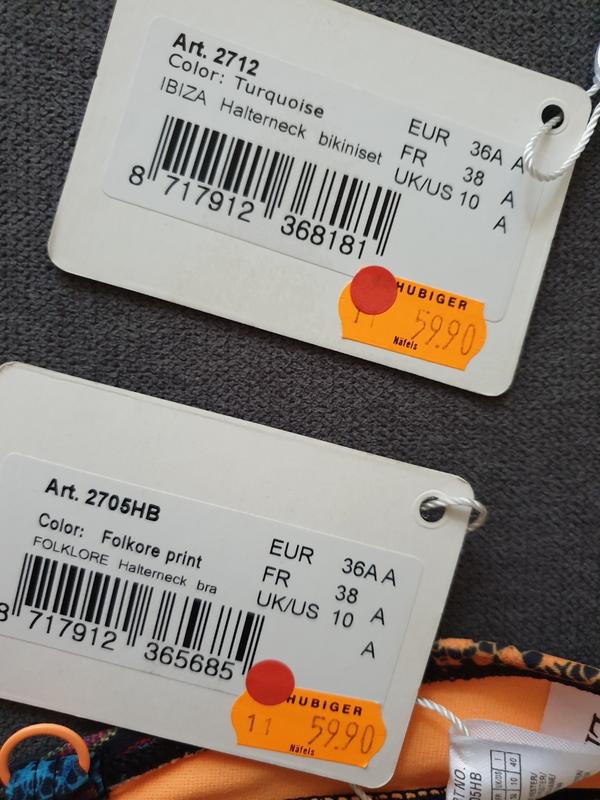 Art. 2712
Color: Turquoise
IBIZA Halterneck bikiniset
EUR 36A A
FR 38 A
UK/US 10 A
8 717912 368181
HUBIGER
11 59.90
Näfels
Art. 2705HB
Color: Folkore print
FOLKLORE Halterneck bra
EUR 36A A
FR 38 A
UK/US 10 A
8 717912 365685
HUBIGER
11 59.90
Näfels